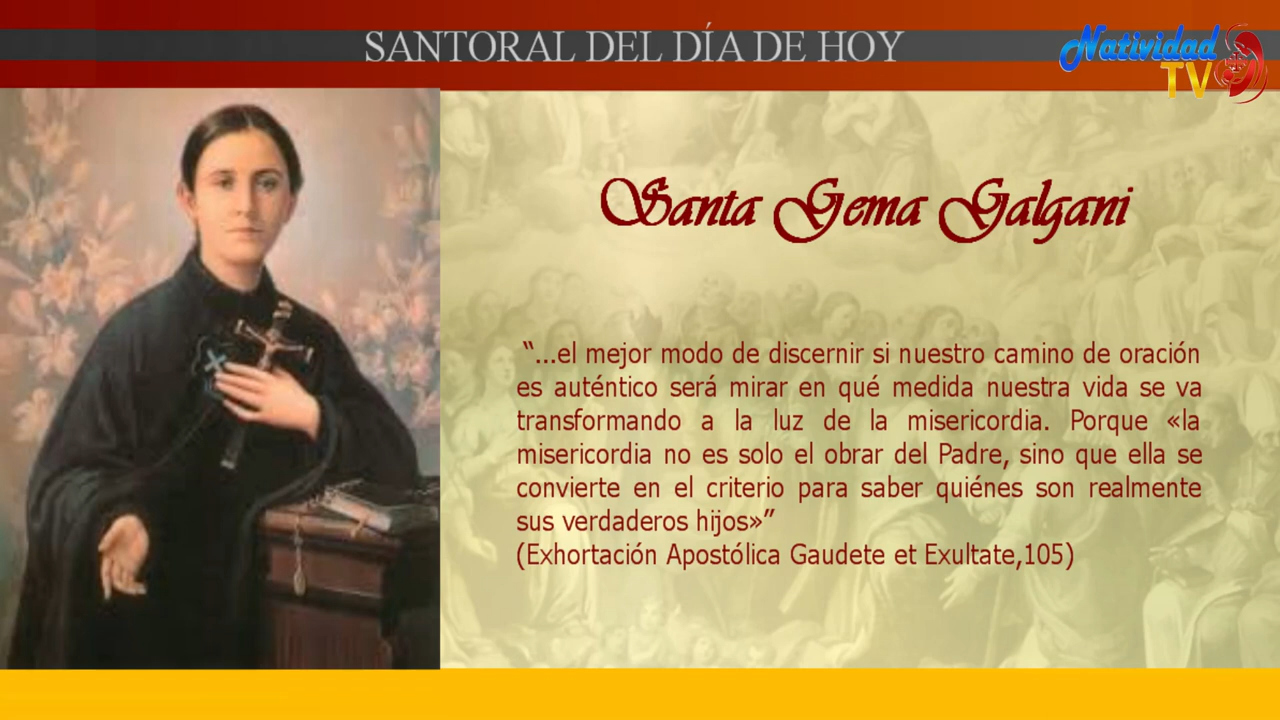 SANTORAL DEL DÍA DE HOY
Natividad
TV
Santa Gema Galgani
“...el mejor modo de discernir si nuestro camino de oración
es auténtico será mirar en qué medida nuestra vida se va
transformando a la luz de la misericordia. Porque «la
misericordia no es solo el obrar del Padre, sino que ella se
convierte en el criterio para saber quiénes son realmente
sus verdaderos hijos»”
(Exhortación Apostólica Gaudete et Exultate,105)